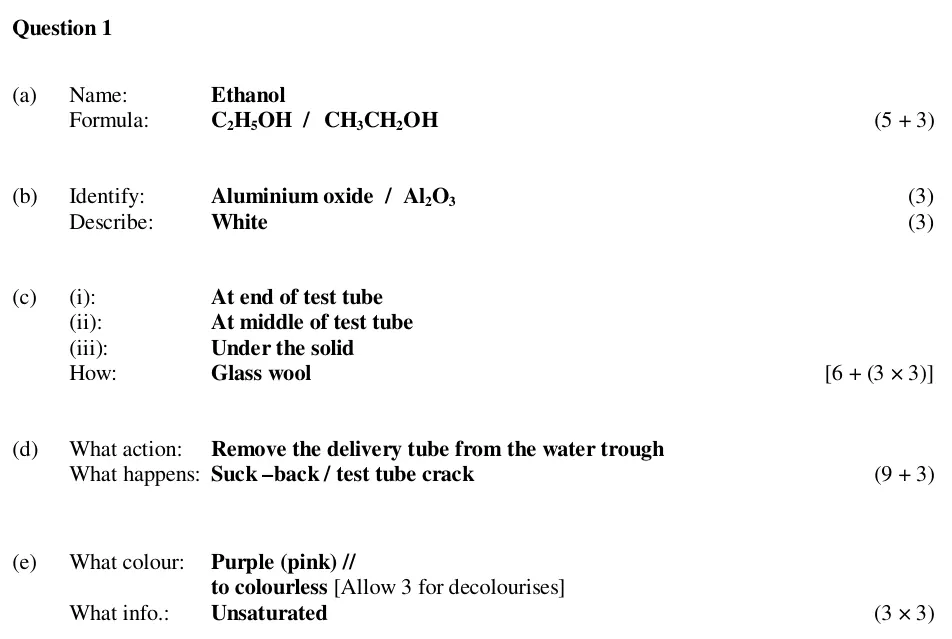 Question 1
(a) Name: Ethanol
Formula: C₂H₅OH / CH₃CH₂OH (5 + 3)
(b) Identify: Aluminium oxide / Al₂O₃ (3)
Describe: White (3)
(c) (i): At end of test tube
(ii): At middle of test tube
(iii): Under the solid
How: Glass wool [6 + (3 × 3)]
(d) What action: Remove the delivery tube from the water trough
What happens: Suck –back / test tube crack (9 + 3)
(e) What colour: Purple (pink) //
to colourless [Allow 3 for decolourises]
What info.: Unsaturated (3 × 3)